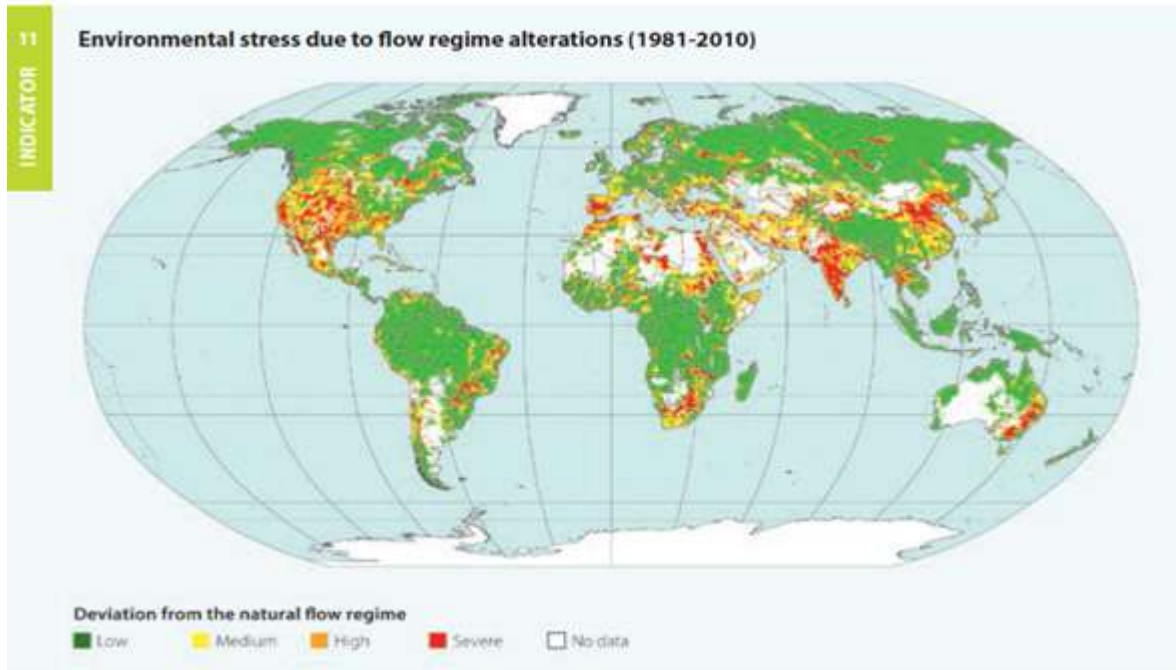 11
INDICATOR
Environmental stress due to flow regime alterations (1981-2010)
Deviation from the natural flow regime
Low
Medium
High
Severe
No data